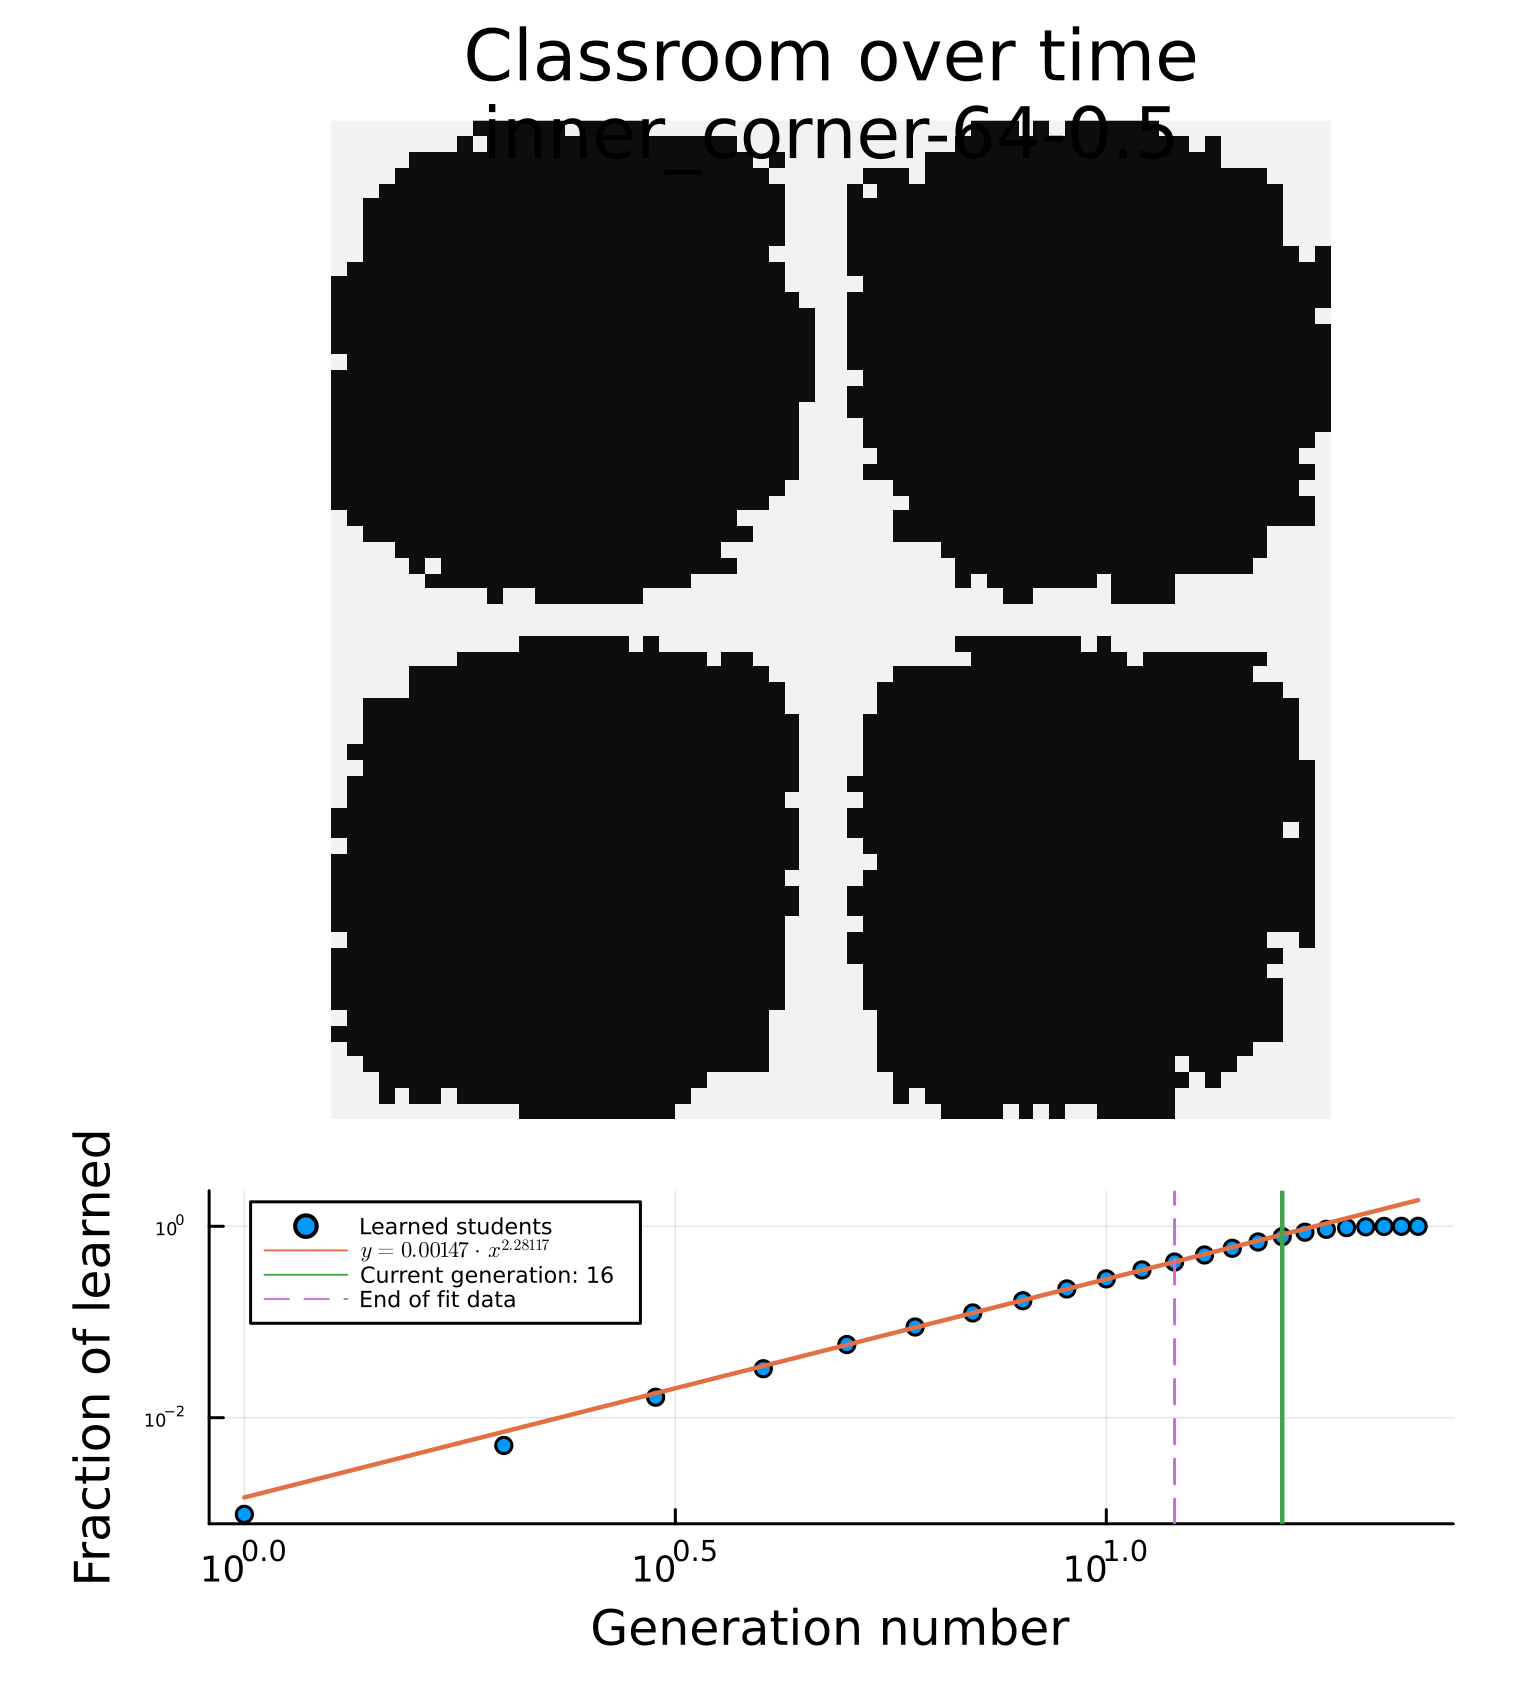 Classroom over time
inner_corner-64-0.5
Fraction of learned
10^0
10^−2
Learned students
y = 0.00147 · x^2.28117
Current generation: 16
End of fit data
10^0.0
10^0.5
10^1.0
Generation number